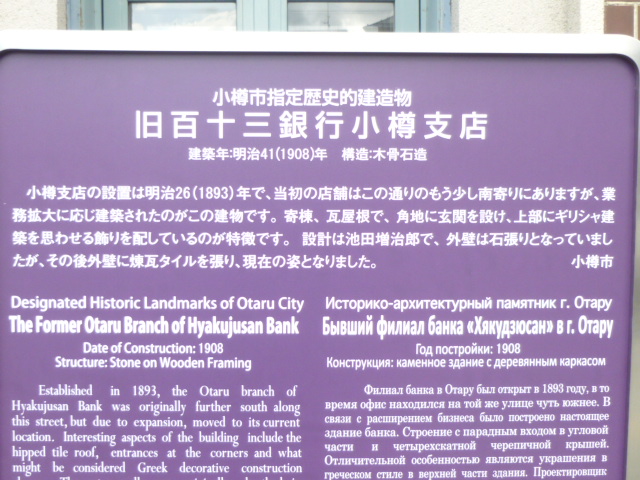 小樽市指定歴史的建造物
旧百十三銀行小樽支店
建築年:明治41(1908)年 構造:木骨石造
小樽支店の設置は明治26(1893)年で、当初の店舗はこの通りのもう少し南寄りにありますが、業
務拡大に応じ建築されたのがこの建物です。寄棟、瓦屋根で、角地に玄関を設け、上部にギリシャ建
築を思わせる飾りを配しているのが特徴です。設計は池田増治郎で、外壁は石張りとなっていまし
たが、その後外壁に煉瓦タイルを張り、現在の姿となりました。 小樽市
Designated Historic Landmarks of Otaru City
The Former Otaru Branch of Hyakujusan Bank
Date of Construction: 1908
Structure: Stone on Wooden Framing
Established in 1893, the Otaru branch of
Hyakujusan Bank was originally further south along
this street, but due to expansion, moved to its current
location. Interesting aspects of the building include the
hipped tile roof, entrances at the corners and what
might be considered Greek decorative construction
Историко-архитектурный памятник г. Отару
Бывший филиал банка «Хякудзюсан» в г. Отару
Год постройки: 1908
Конструкция: каменное здание с деревянным каркасом
Филиал банка в Отару был открыт в 1893 году, в то
время офис находился на той же улице чуть южнее. В
связи с расширением бизнеса было построено настоящее
здание банка. Строение с парадным входом в угловой
части и четырехскатной черепичной крышей.
Отличительной особенностью являются украшения в
греческом стиле в верхней части здания. Проектировщик